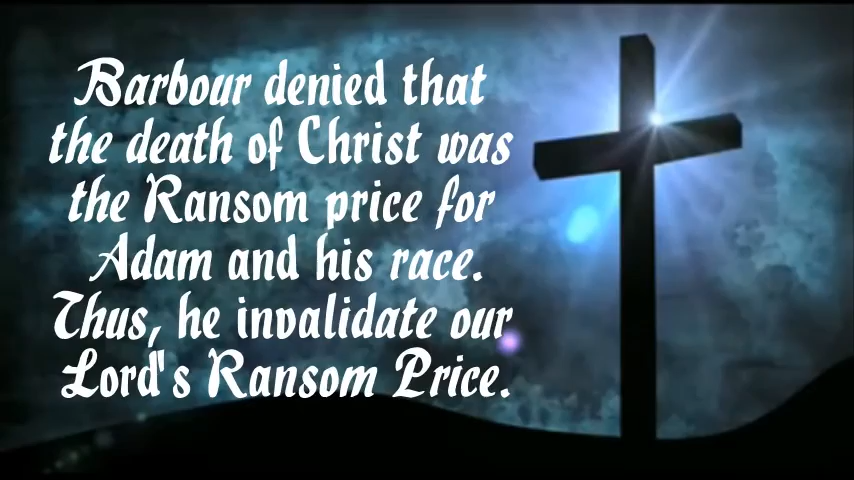 Barbour denied that
the death of Christ was
the Ransom price for
Adam and his race.
Thus, he invalidate our
Lord's Ransom Price.